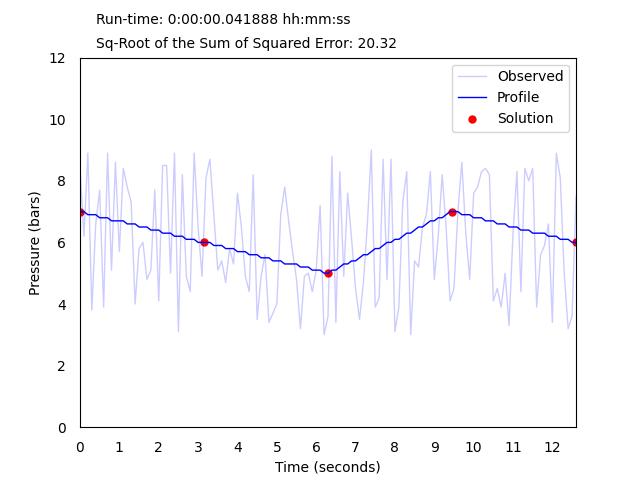 Run-time: 0:00:00.041888 hh:mm:ss
Sq-Root of the Sum of Squared Error: 20.32
Observed
Profile
Solution
12
10
8
6
4
2
0
Pressure (bars)
0 1 2 3 4 5 6 7 8 9 10 11 12
Time (seconds)